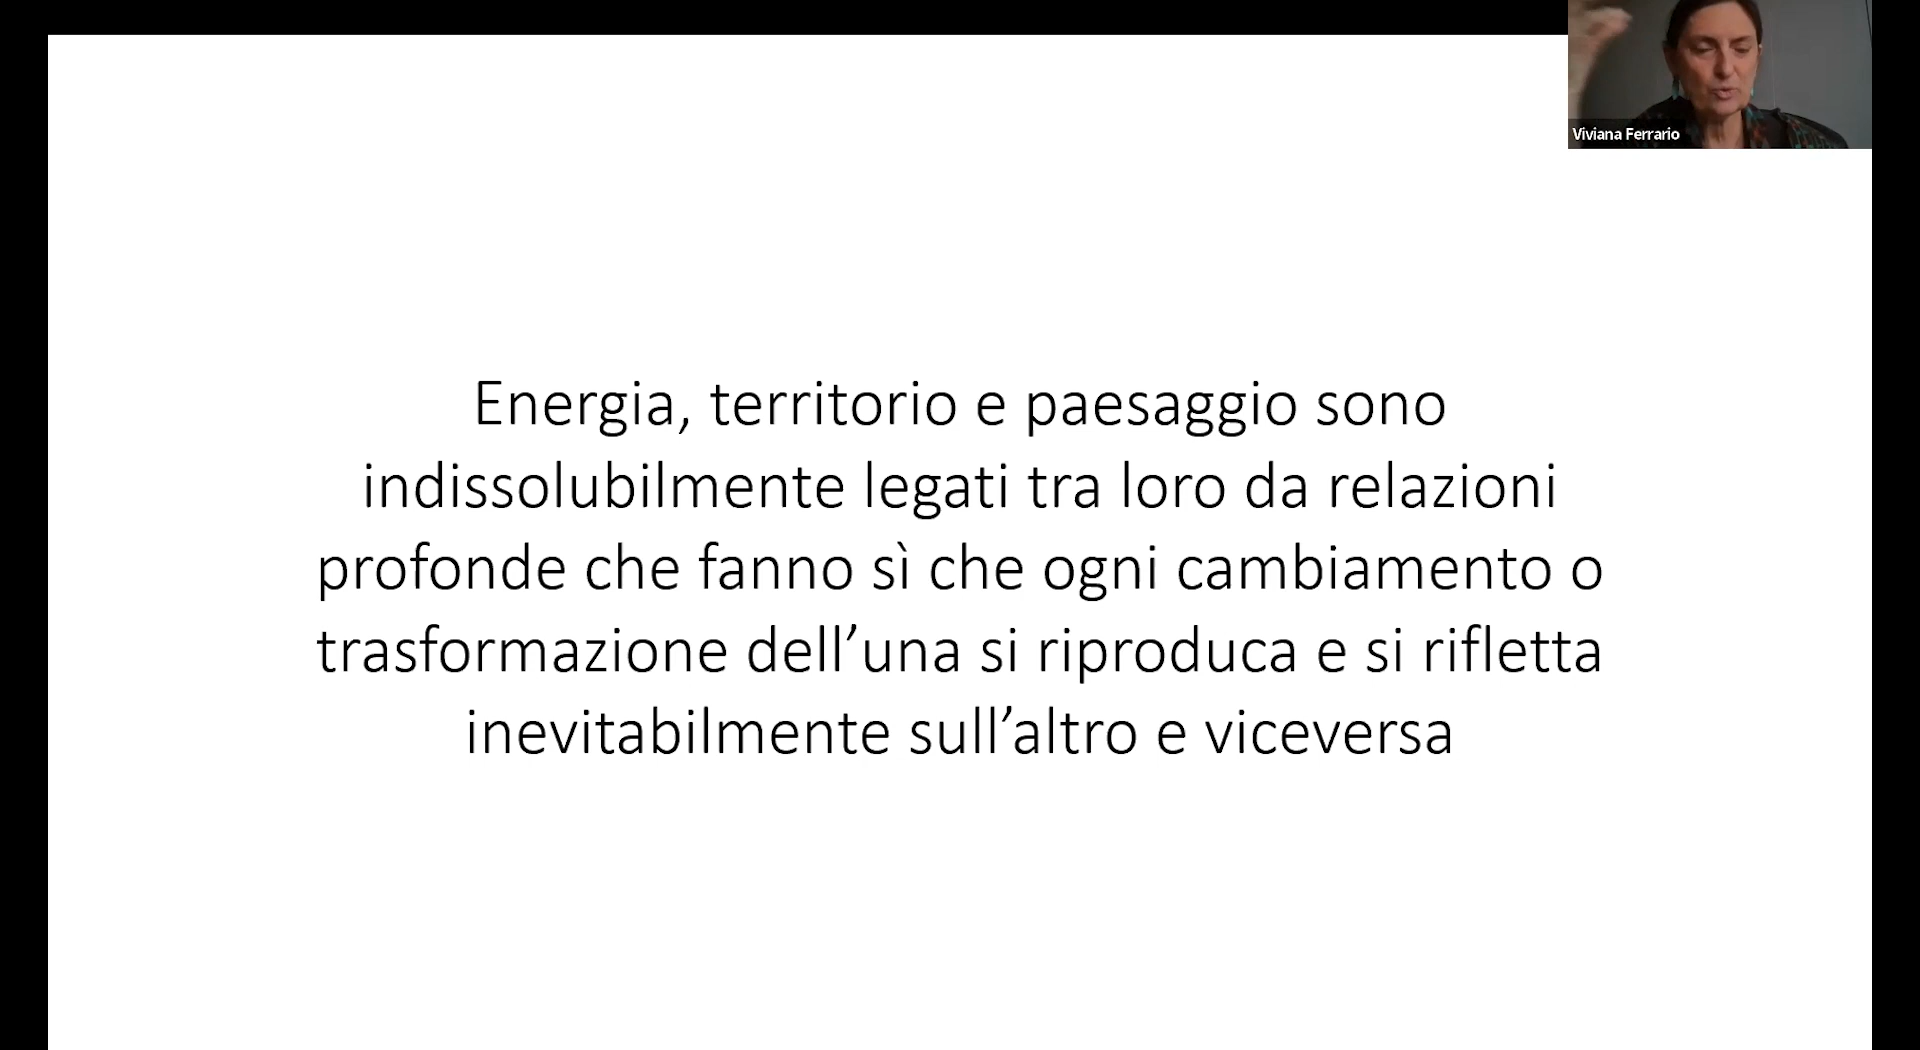 Viviana Ferrario
Energia, territorio e paesaggio sono
indissolubilmente legati tra loro da relazioni
profonde che fanno sì che ogni cambiamento o
trasformazione dell’una si riproduca e si rifletta
inevitabilmente sull’altro e viceversa